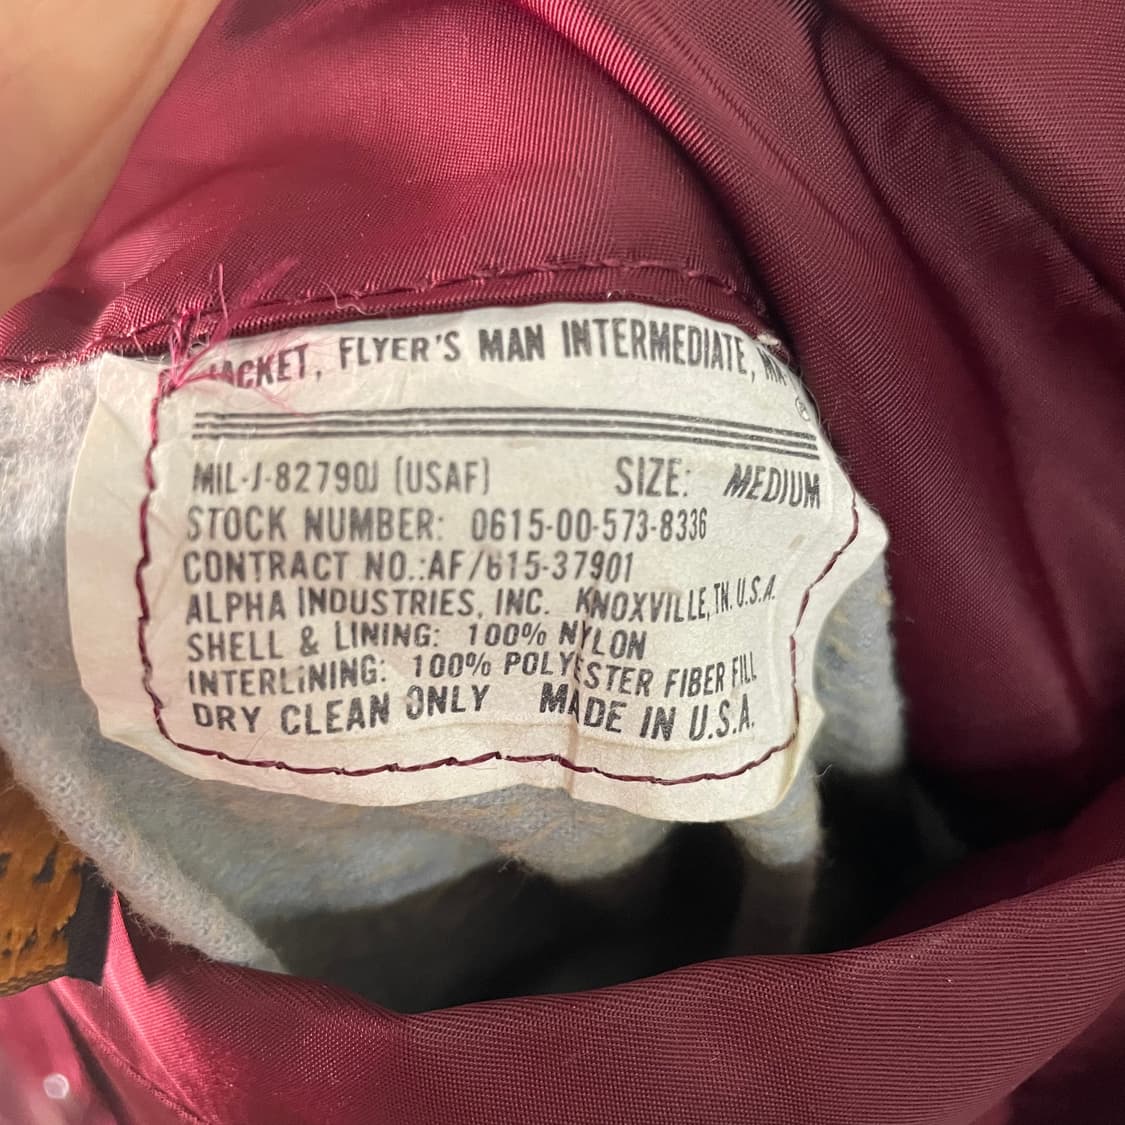 JACKET, FLYER'S MAN INTERMEDIATE, MA
®
MIL-J-82790J (USAF) SIZE: MEDIUM
STOCK NUMBER: 0615-00-573-8336
CONTRACT NO.:AF/615-37901
ALPHA INDUSTRIES, INC. KNOXVILLE, TN. U.S.A.
SHELL & LINING: 100% NYLON
INTERLINING: 100% POLYESTER FIBER FILL
DRY CLEAN ONLY MADE IN U.S.A.